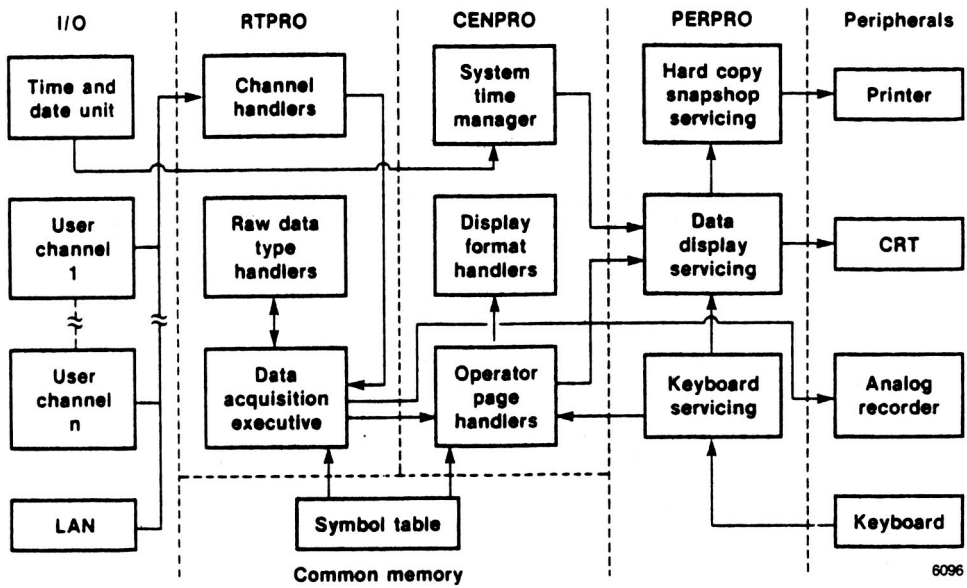 I/O
RTPRO
CENPRO
PERPRO
Peripherals
Time and
date unit
Channel
handlers
System
time
manager
Hard copy
snapshop
servicing
Printer
User
channel
1
Raw data
type
handlers
Display
format
handlers
Data
display
servicing
CRT
User
channel
n
Data
acquisition
executive
Operator
page
handlers
Keyboard
servicing
Analog
recorder
LAN
Symbol table
Keyboard
Common memory
6096